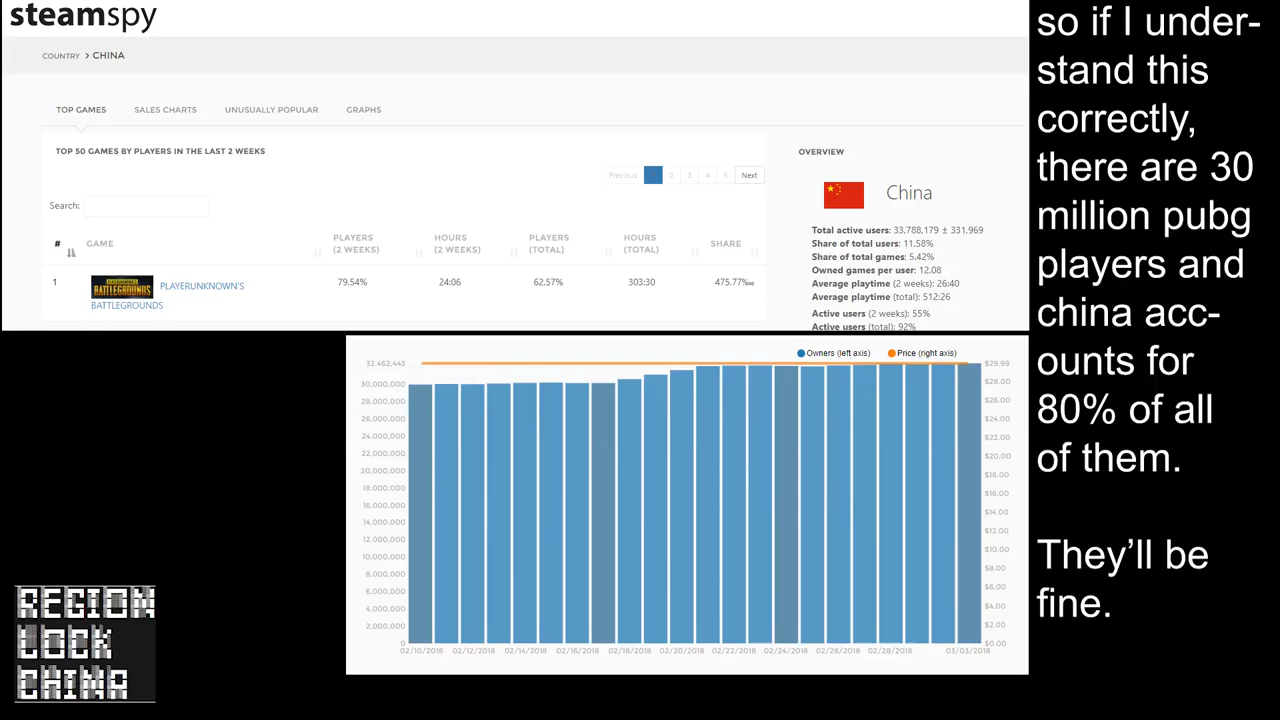 steamspy
COUNTRY > CHINA
TOP GAMES SALES CHARTS UNUSUALLY POPULAR GRAPHS
TOP 50 GAMES BY PLAYERS IN THE LAST 2 WEEKS
Previous 2 3 4 5 Next
Search:
# GAME PLAYERS (2 WEEKS) HOURS (2 WEEKS) PLAYERS (TOTAL) HOURS (TOTAL) SHARE
1 PLAYERUNKNOWN'S BATTLEGROUNDS 79.54% 24:06 62.57% 303:30 475.77‱
OVERVIEW
China
Total active users: 33,788,179 ± 331,969
Share of total users: 11.58%
Share of total games: 5.42%
Owned games per user: 12.08
Average playtime (2 weeks): 26:40
Average playtime (total): 512:26
Active users (2 weeks): 55%
Active users (total): 92%
Owners (left axis) Price (right axis)
32,462,443
30,000,000
28,000,000
26,000,000
24,000,000
22,000,000
20,000,000
18,000,000
16,000,000
14,000,000
12,000,000
10,000,000
8,000,000
6,000,000
4,000,000
2,000,000
0
$29.99
$28.00
$26.00
$24.00
$22.00
$20.00
$18.00
$16.00
$14.00
$12.00
$10.00
$8.00
$6.00
$4.00
$2.00
$0.00
02/10/2018 02/12/2018 02/14/2018 02/16/2018 02/18/2018 02/20/2018 02/22/2018 02/24/2018 02/26/2018 02/28/2018 03/03/2018
REGION
LOCK
CHINA
so if I under-
stand this
correctly,
there are 30
million pubg
players and
china acc-
ounts for
80% of all
of them.
They’ll be
fine.